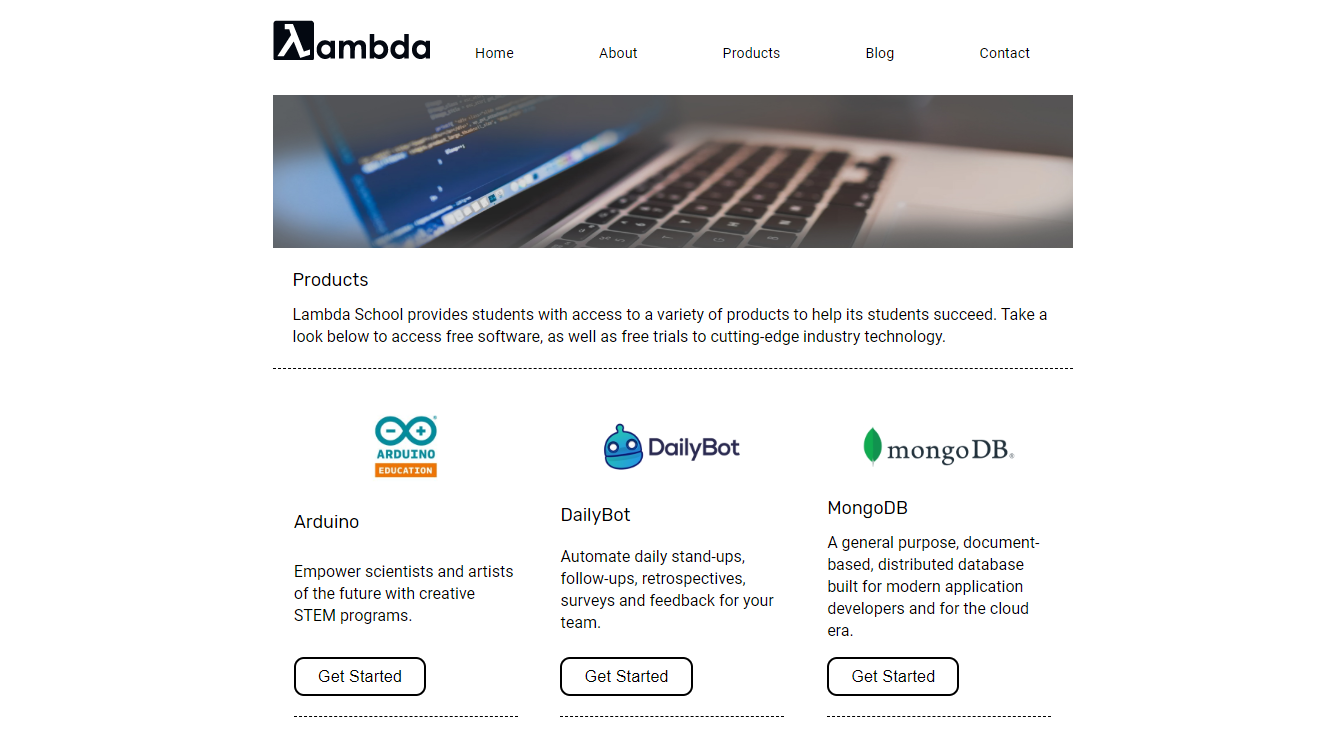 λambda
Home About Products Blog Contact
Products
Lambda School provides students with access to a variety of products to help its students succeed. Take a
look below to access free software, as well as free trials to cutting-edge industry technology.
ARDUINO
EDUCATION
DailyBot
mongoDB®
Arduino
Empower scientists and artists
of the future with creative
STEM programs.
Get Started
DailyBot
Automate daily stand-ups,
follow-ups, retrospectives,
surveys and feedback for your
team.
Get Started
MongoDB
A general purpose, document-
based, distributed database
built for modern application
developers and for the cloud
era.
Get Started